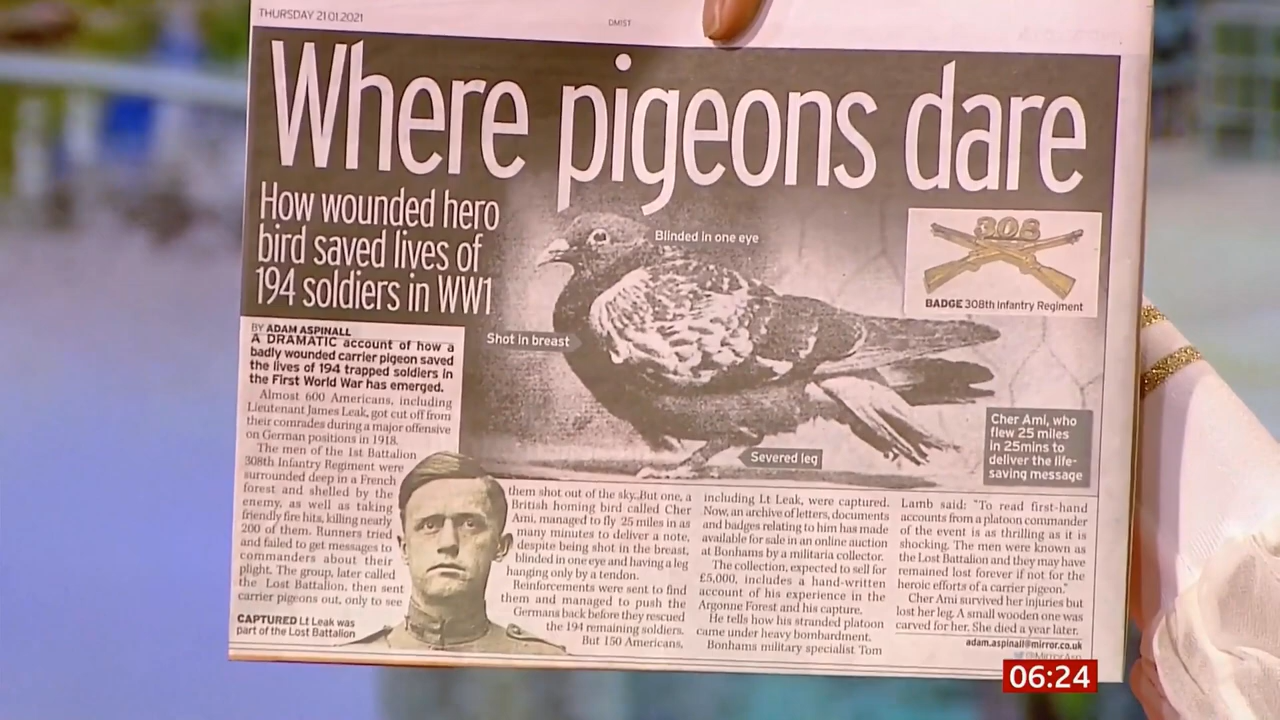 THURSDAY 21.01.2021
DMIST
Where pigeons dare
How wounded hero
bird saved lives of
194 soldiers in WW1
Blinded in one eye
Shot in breast
Severed leg
308
BADGE 308th Infantry Regiment
Cher Ami, who
flew 25 miles
in 25mins to
deliver the life-
saving message
BY ADAM ASPINALL
A DRAMATIC account of how a
badly wounded carrier pigeon saved
the lives of 194 trapped soldiers in
the First World War has emerged.
Almost 600 Americans, including
Lieutenant James Leak, got cut off from
their comrades during a major offensive
on German positions in 1918.
The men of the 1st Battalion
308th Infantry Regiment were
surrounded deep in a French
forest and shelled by the
enemy, as well as taking
friendly fire hits, killing nearly
200 of them. Runners tried
and failed to get messages to
commanders about their
plight. The group, later called
the Lost Battalion, then sent
carrier pigeons out, only to see
CAPTURED Lt Leak was
part of the Lost Battalion
them shot out of the sky. But one, a
British homing bird called Cher
Ami, managed to fly 25 miles in as
many minutes to deliver a note,
despite being shot in the breast,
blinded in one eye and having a leg
hanging only by a tendon.
Reinforcements were sent to find
them and managed to push the
Germans back before they rescued
the 194 remaining soldiers.
But 150 Americans,
including Lt Leak, were captured.
Now, an archive of letters, documents
and badges relating to him has made
available for sale in an online auction
at Bonhams by a militaria collector.
The collection, expected to sell for
£5,000, includes a hand-written
account of his experience in the
Argonne Forest and his capture.
He tells how his stranded platoon
came under heavy bombardment.
Bonhams military specialist Tom
Lamb said: "To read first-hand
accounts from a platoon commander
of the event is as thrilling as it is
shocking. The men were known as
the Lost Battalion and they may have
remained lost forever if not for the
heroic efforts of a carrier pigeon."
Cher Ami survived her injuries but
lost her leg. A small wooden one was
carved for her. She died a year later.
adam.aspinall@mirror.co.uk
06:24